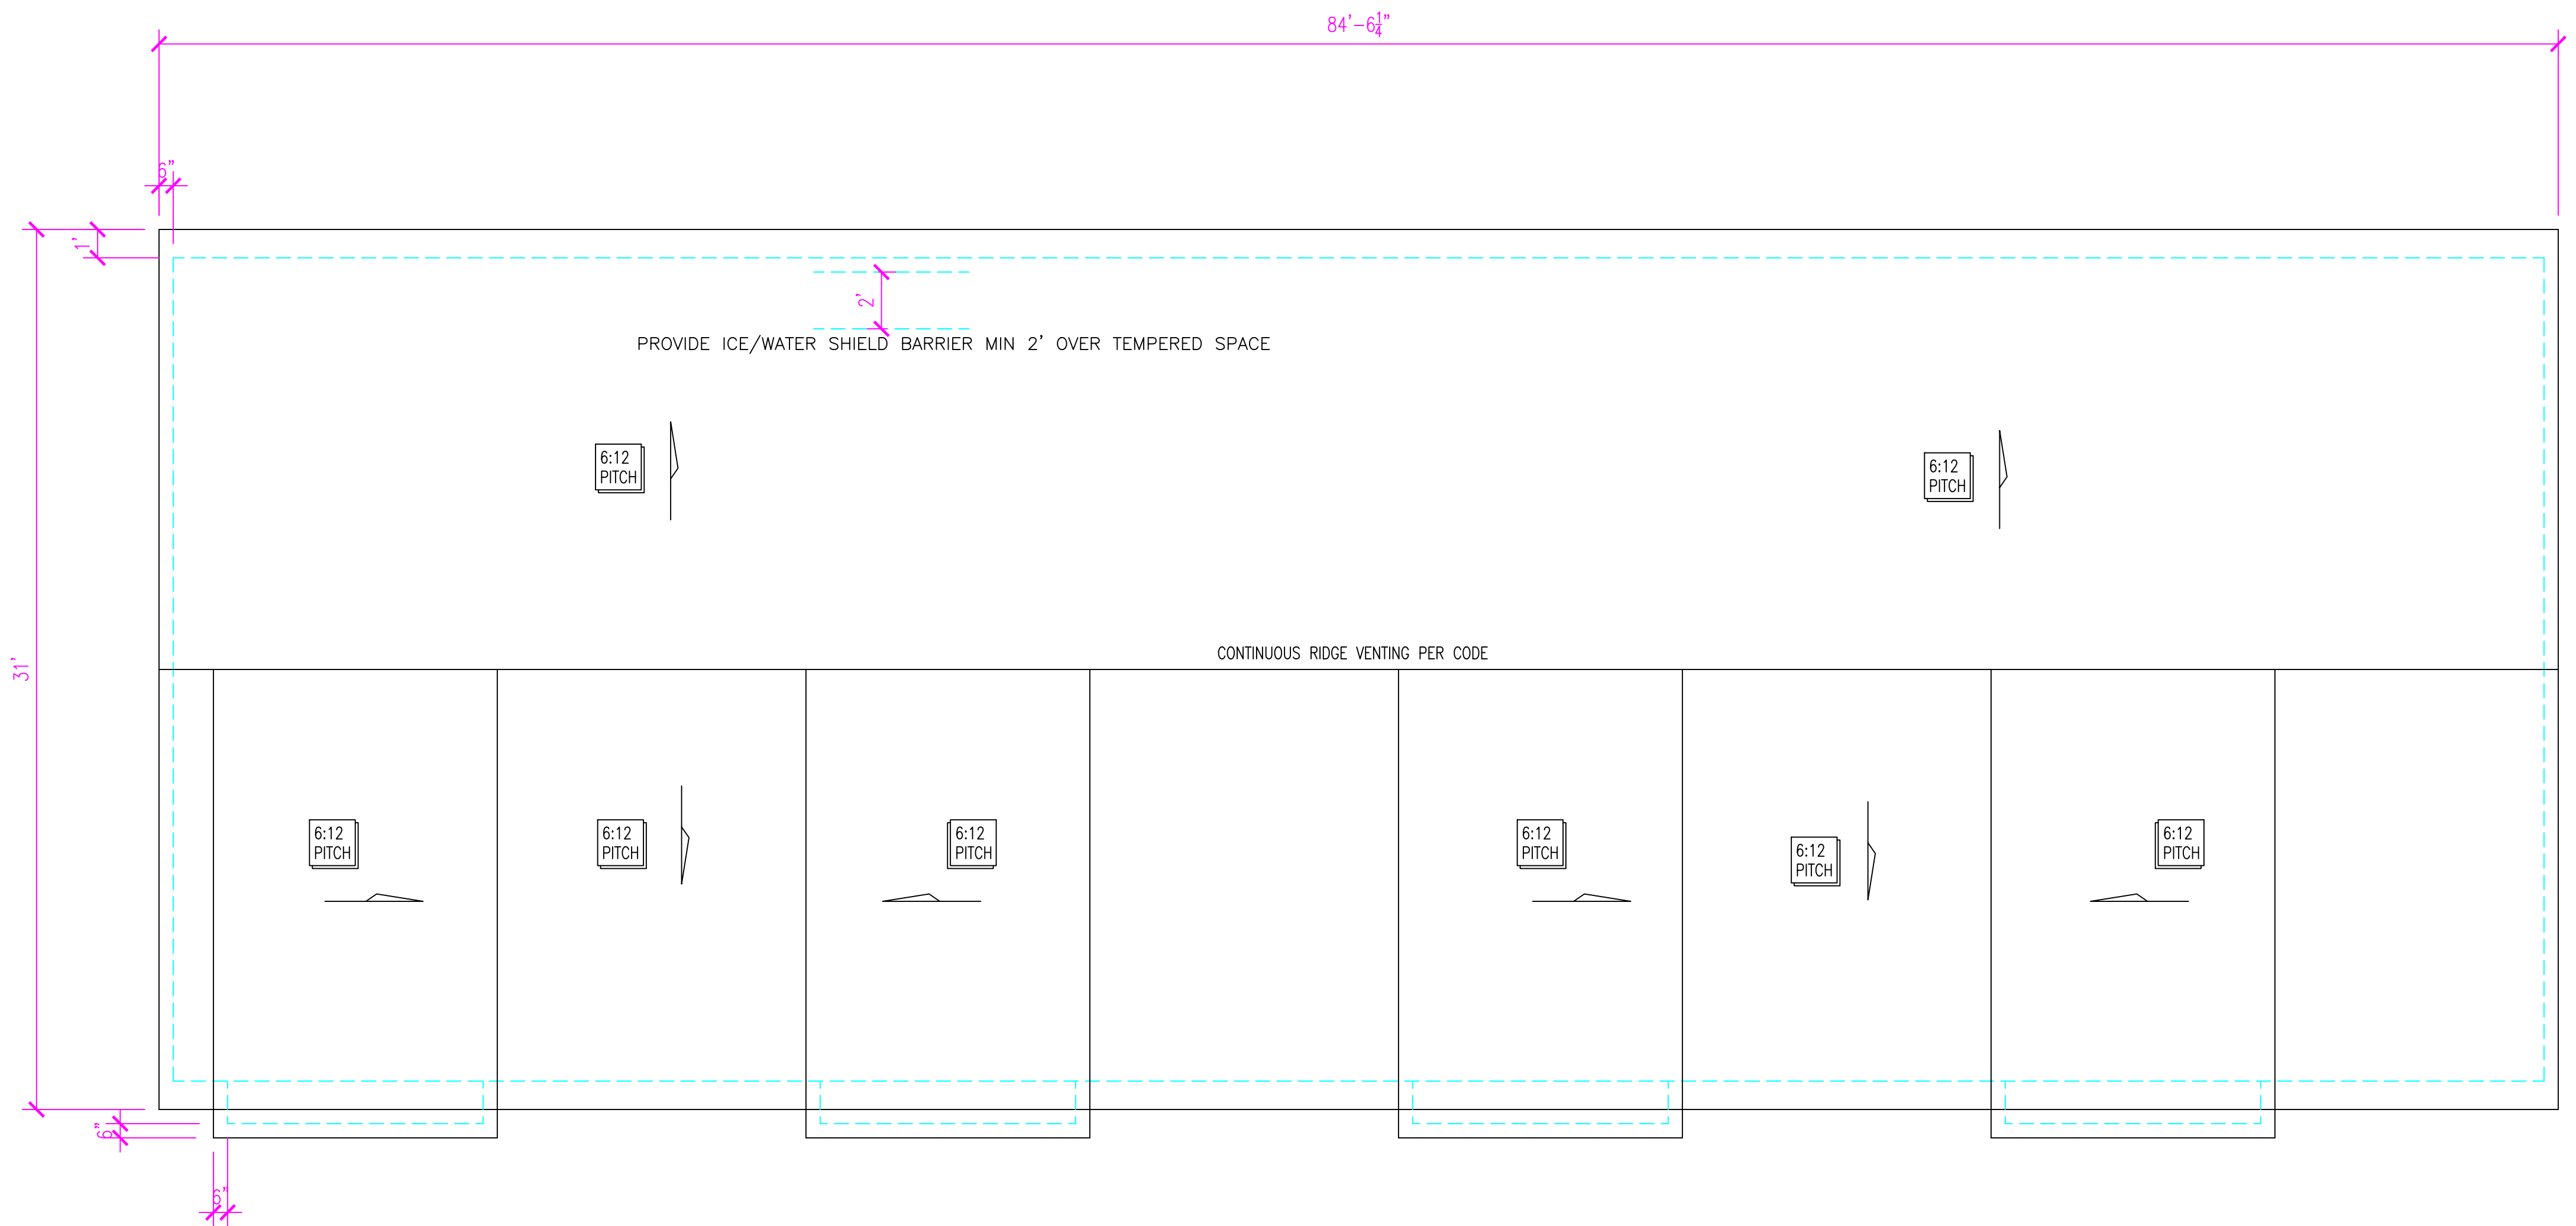 84'-6 1/4"
6"
1'
2'
PROVIDE ICE/WATER SHIELD BARRIER MIN 2' OVER TEMPERED SPACE
6:12
PITCH
6:12
PITCH
31'
CONTINUOUS RIDGE VENTING PER CODE
6:12
PITCH
6:12
PITCH
6:12
PITCH
6:12
PITCH
6:12
PITCH
6:12
PITCH
6"
6"